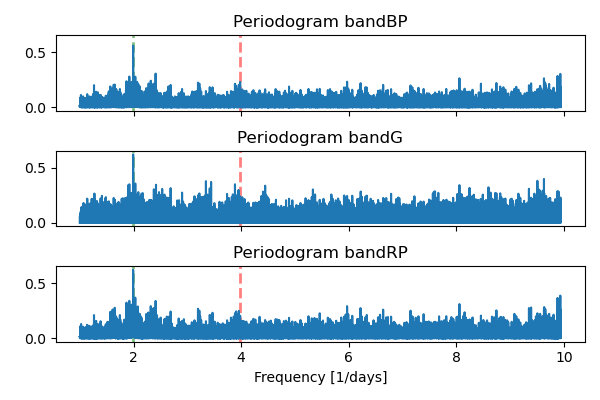 Periodogram bandBP
0.5
0.0
Periodogram bandG
0.5
0.0
Periodogram bandRP
0.5
0.0
2 4 6 8 10
Frequency [1/days]